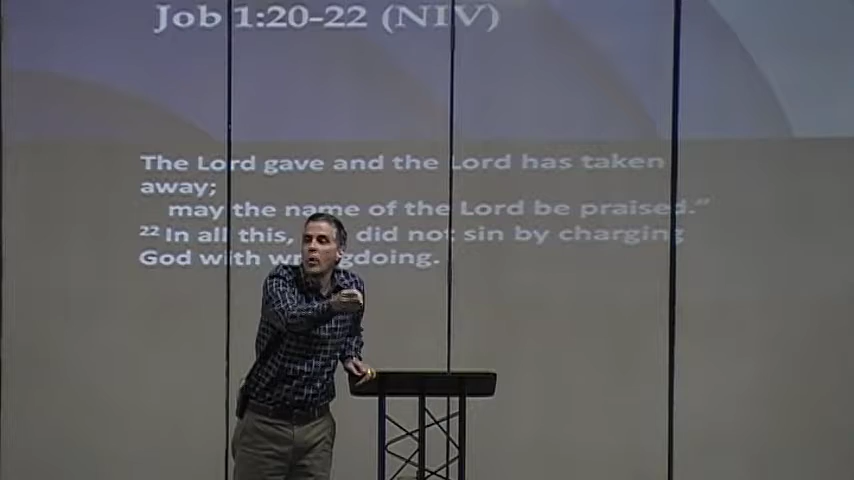 Job 1:20-22 (NIV)
The Lord gave and the Lord has taken
away;
may the name of the Lord be praised.”
22 In all this, did not sin by charging
God with wrongdoing.